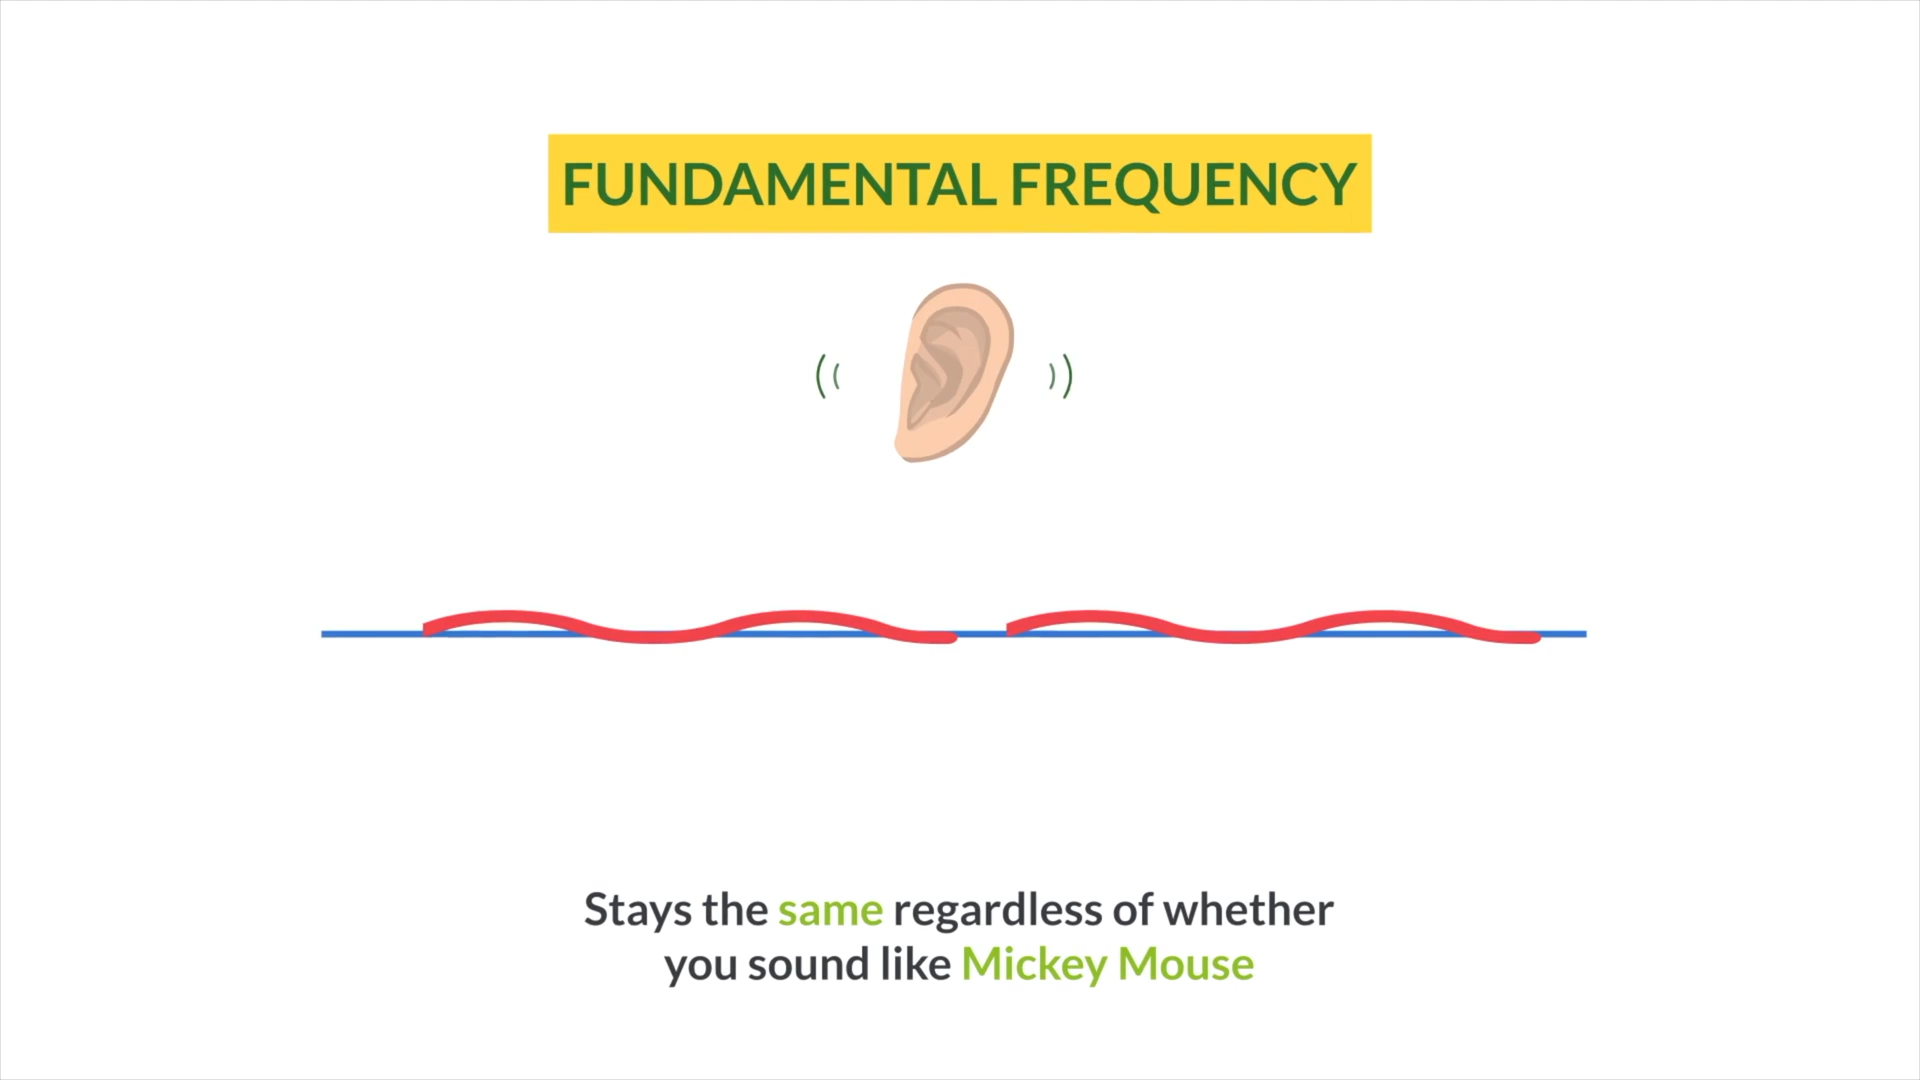 FUNDAMENTAL FREQUENCY
Stays the same regardless of whether
you sound like Mickey Mouse